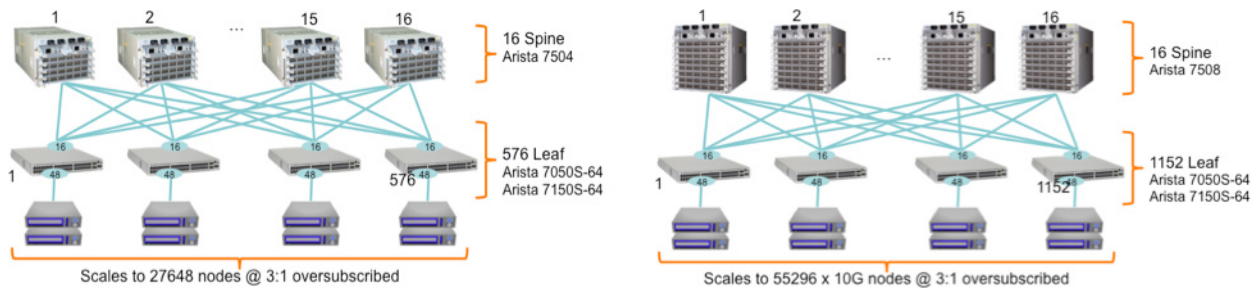 1
2
...
15
16
16 Spine
Arista 7504
16
16
16
16
1
48
48
48
48
576
576 Leaf
Arista 7050S-64
Arista 7150S-64
Scales to 27648 nodes @ 3:1 oversubscribed
1
2
...
15
16
16 Spine
Arista 7508
16
16
16
16
1
48
48
48
48
1152
1152 Leaf
Arista 7050S-64
Arista 7150S-64
Scales to 55296 x 10G nodes @ 3:1 oversubscribed